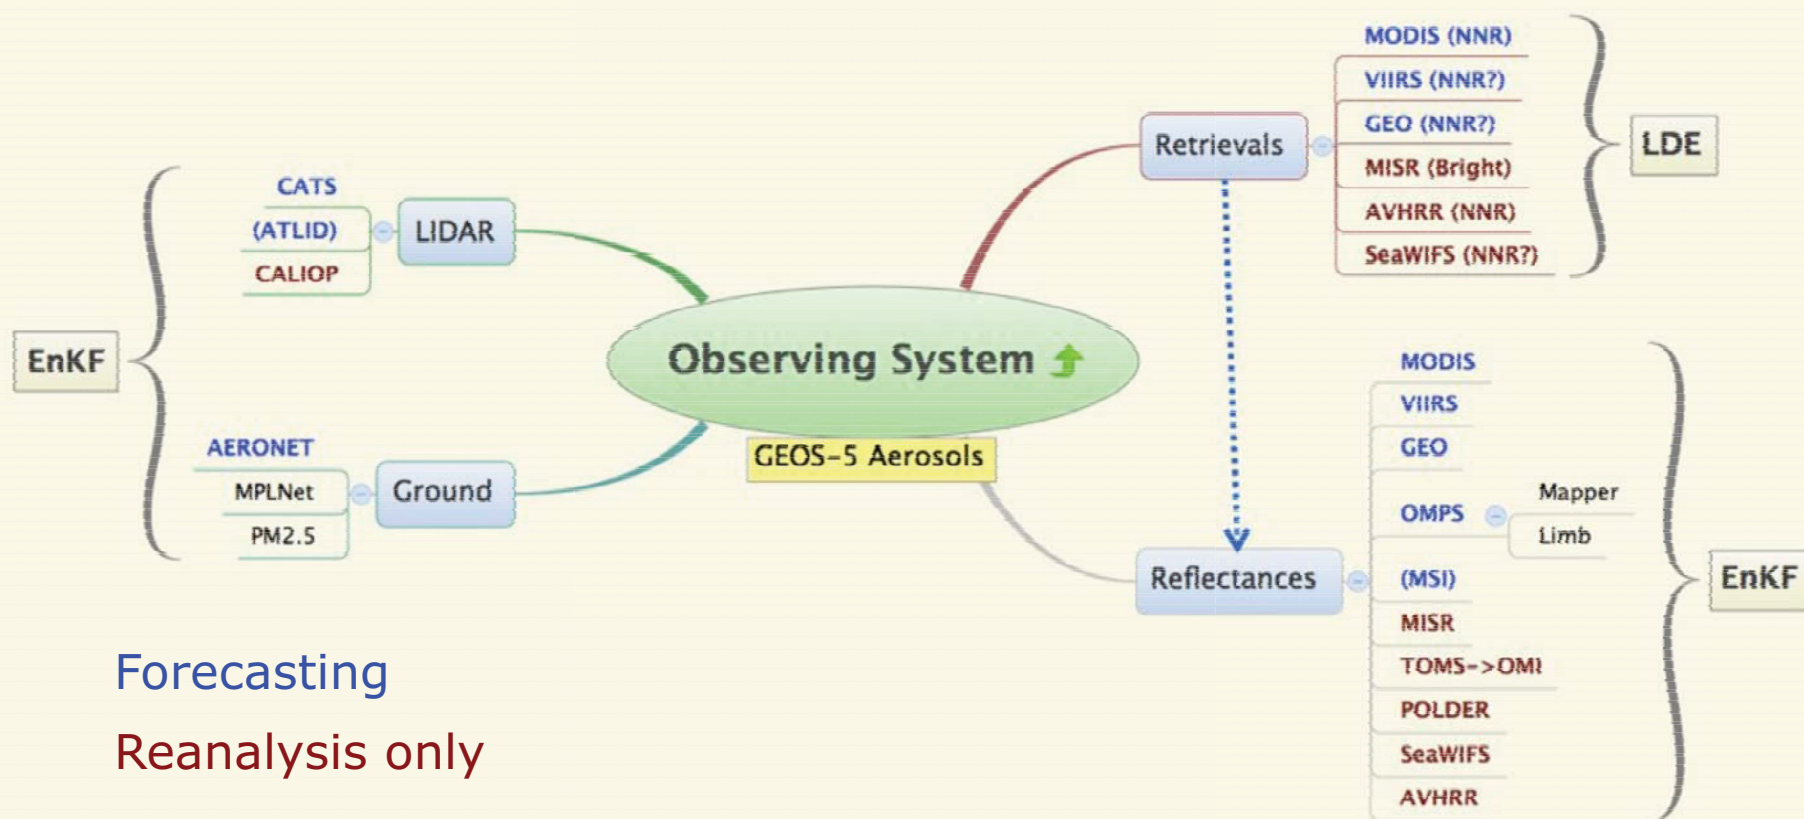 MODIS (NNR)
VIIRS (NNR?)
GEO (NNR?)
MISR (Bright)
AVHRR (NNR)
SeaWIFS (NNR?)
Retrievals
LDE
CATS
(ATLID)
CALIOP
LIDAR
EnKF
Observing System
GEOS-5 Aerosols
AERONET
MPLNet
PM2.5
Ground
Reflectances
MODIS
VIIRS
GEO
OMPS
Mapper
Limb
(MSI)
MISR
TOMS->OMI
POLDER
SeaWIFS
AVHRR
EnKF
Forecasting
Reanalysis only